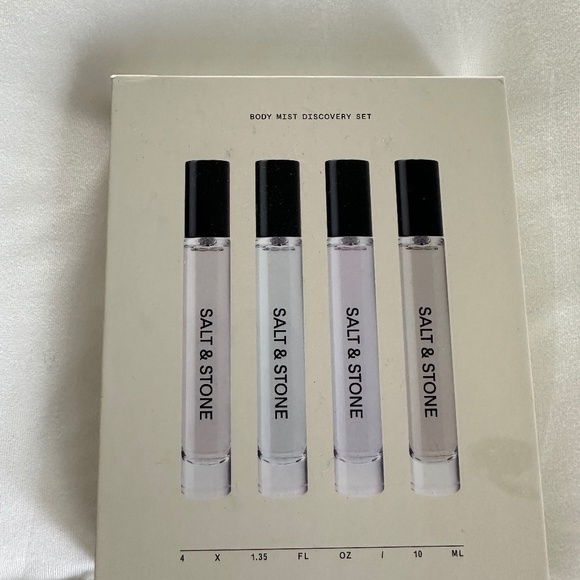 BODY MIST DISCOVERY SET
SALT & STONE
SALT & STONE
SALT & STONE
SALT & STONE
4 X 1.35 FL OZ / 10 ML